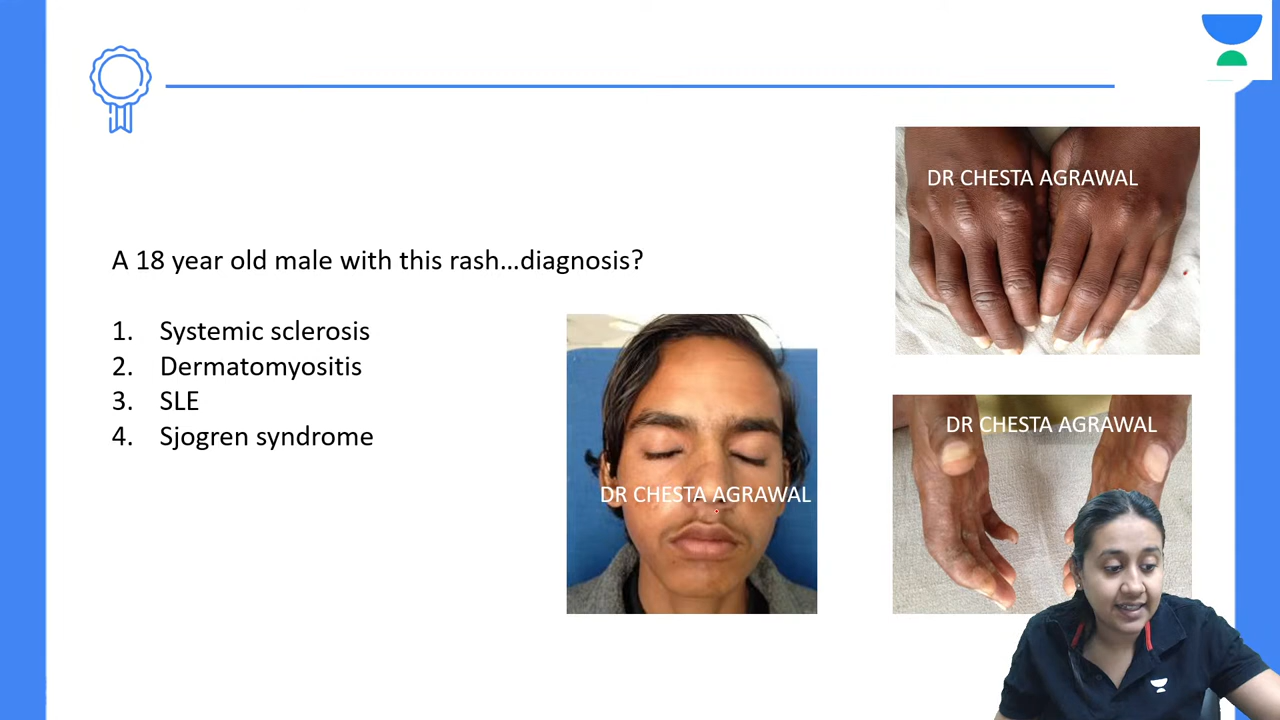 A 18 year old male with this rash...diagnosis?
1. Systemic sclerosis
2. Dermatomyositis
3. SLE
4. Sjogren syndrome
DR CHESTA AGRAWAL
DR CHESTA AGRAWAL
DR CHESTA AGRAWAL